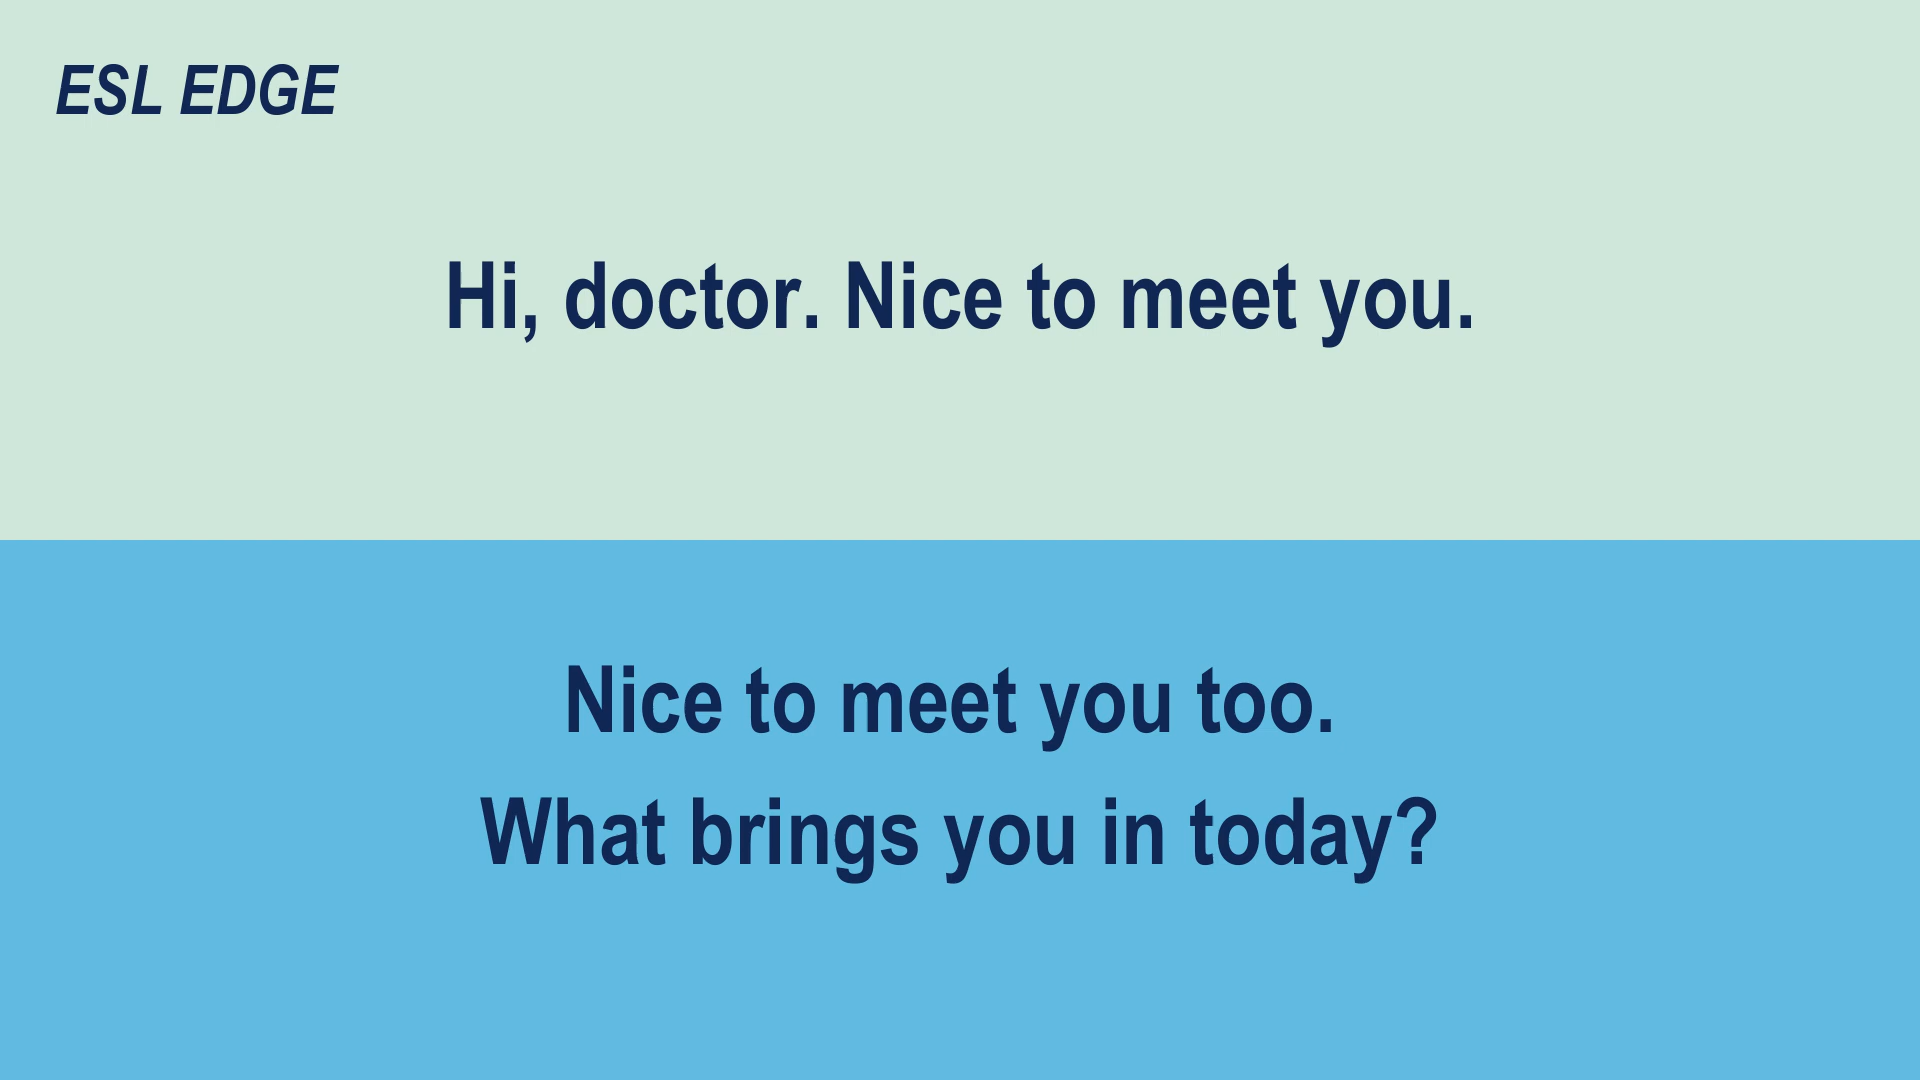 ESL EDGE
Hi, doctor. Nice to meet you.
Nice to meet you too.
What brings you in today?